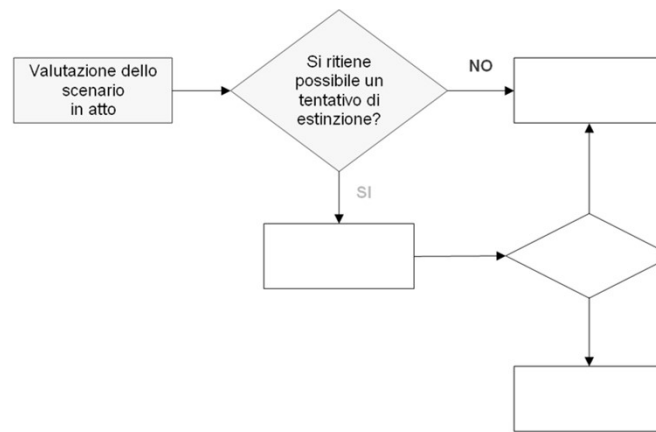 Valutazione dello
scenario
in atto
Si ritiene
possibile un
tentativo di
estinzione?
NO
SI